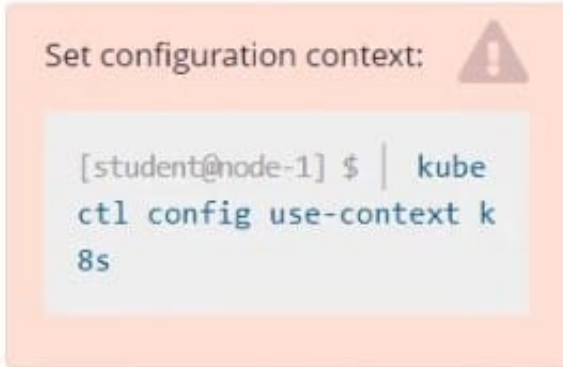 Set configuration context:
[student@node-1] $ | kube
ctl config use-context k
8s